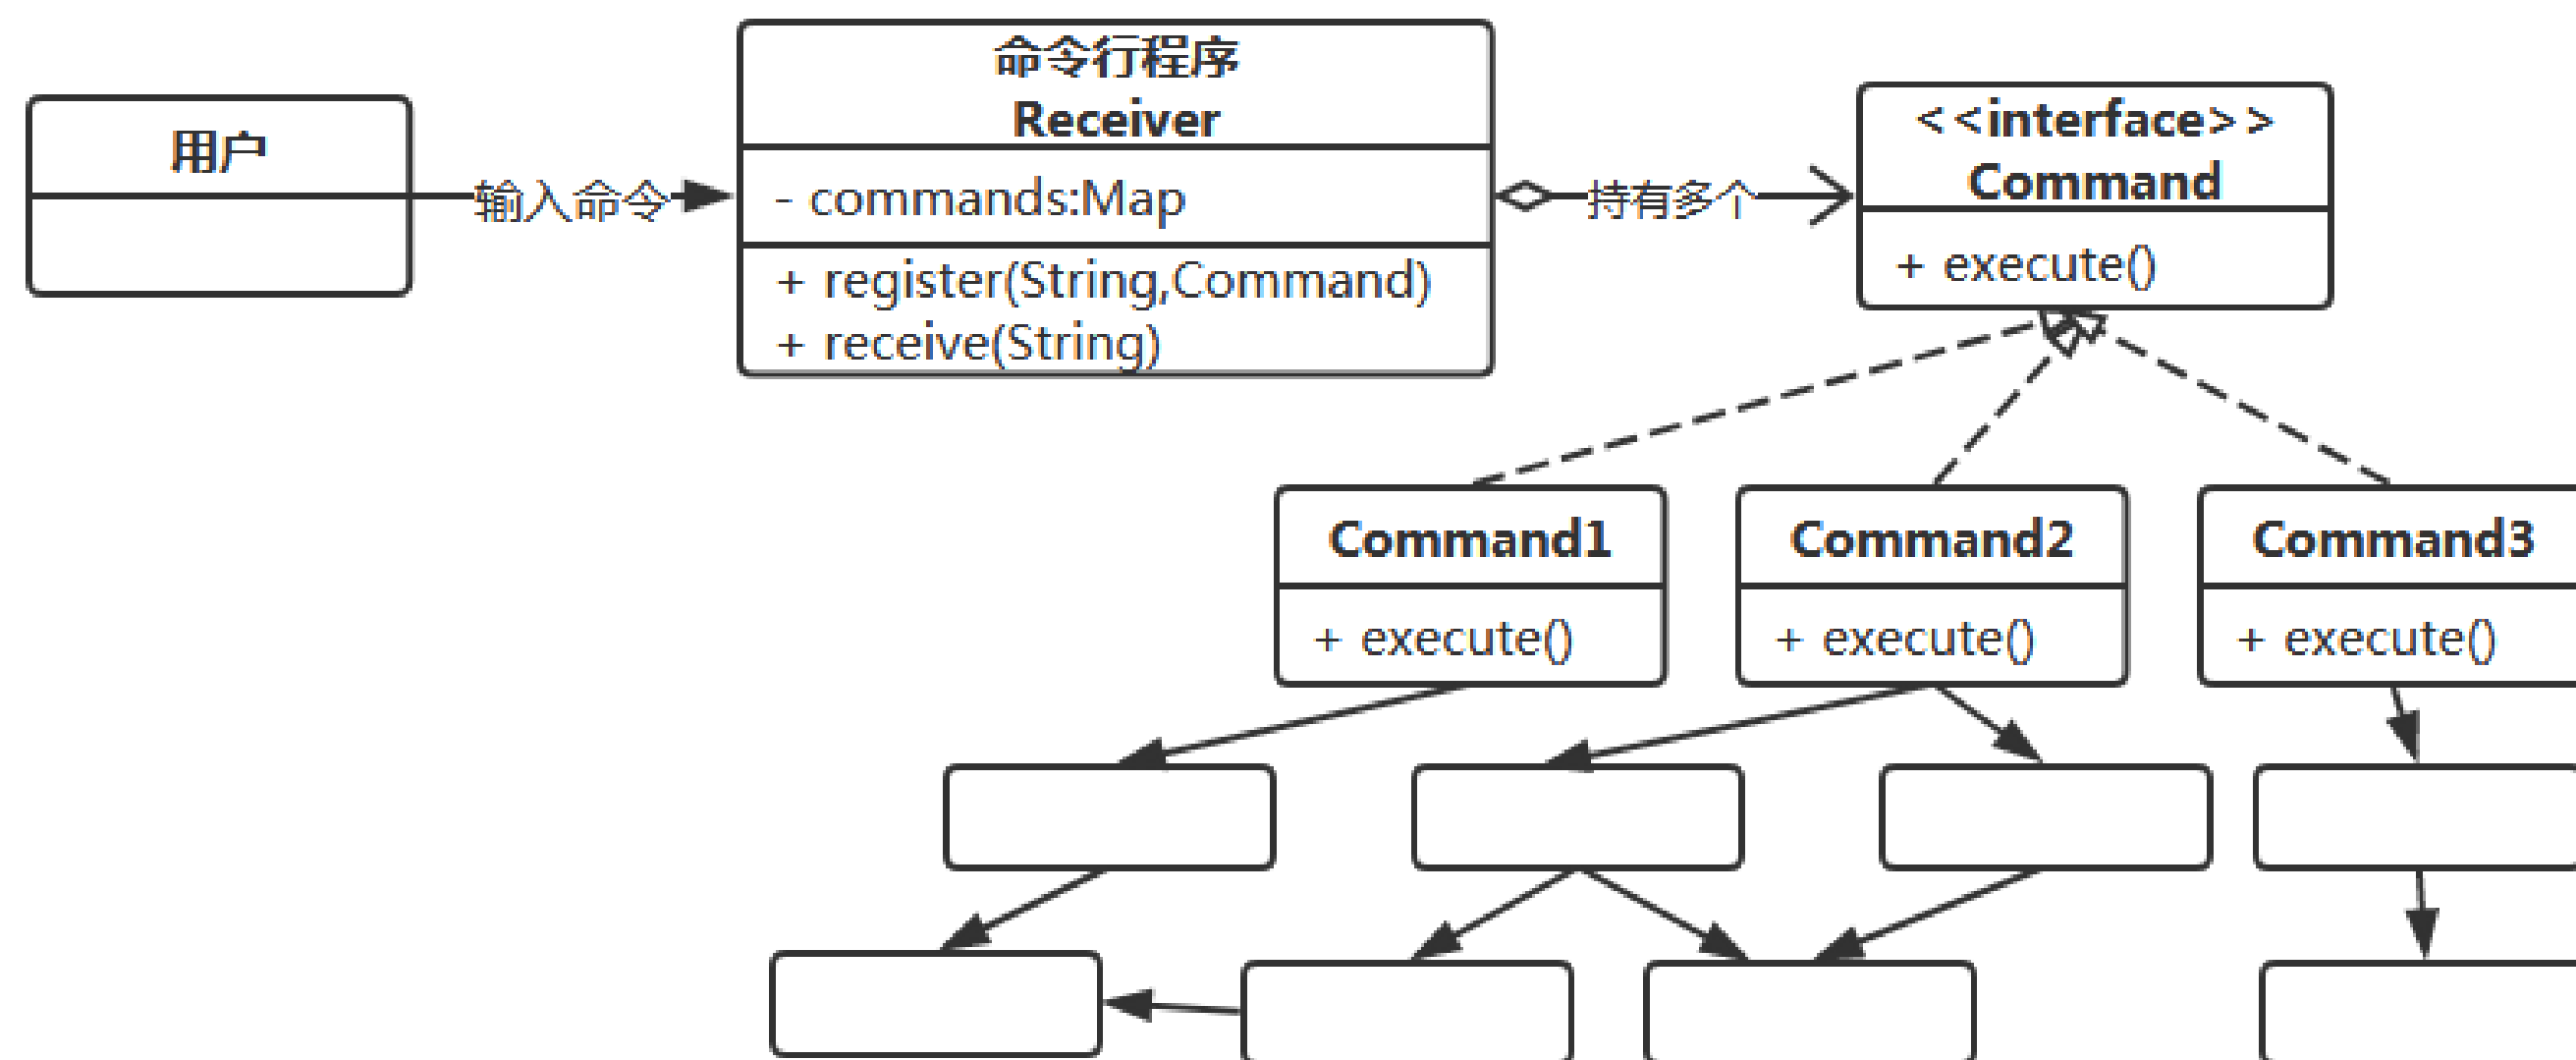 用户
输入命令
命令行程序
Receiver
- commands:Map
+ register(String,Command)
+ receive(String)
持有多个
<<interface>>
Command
+ execute()
Command1
+ execute()
Command2
+ execute()
Command3
+ execute()